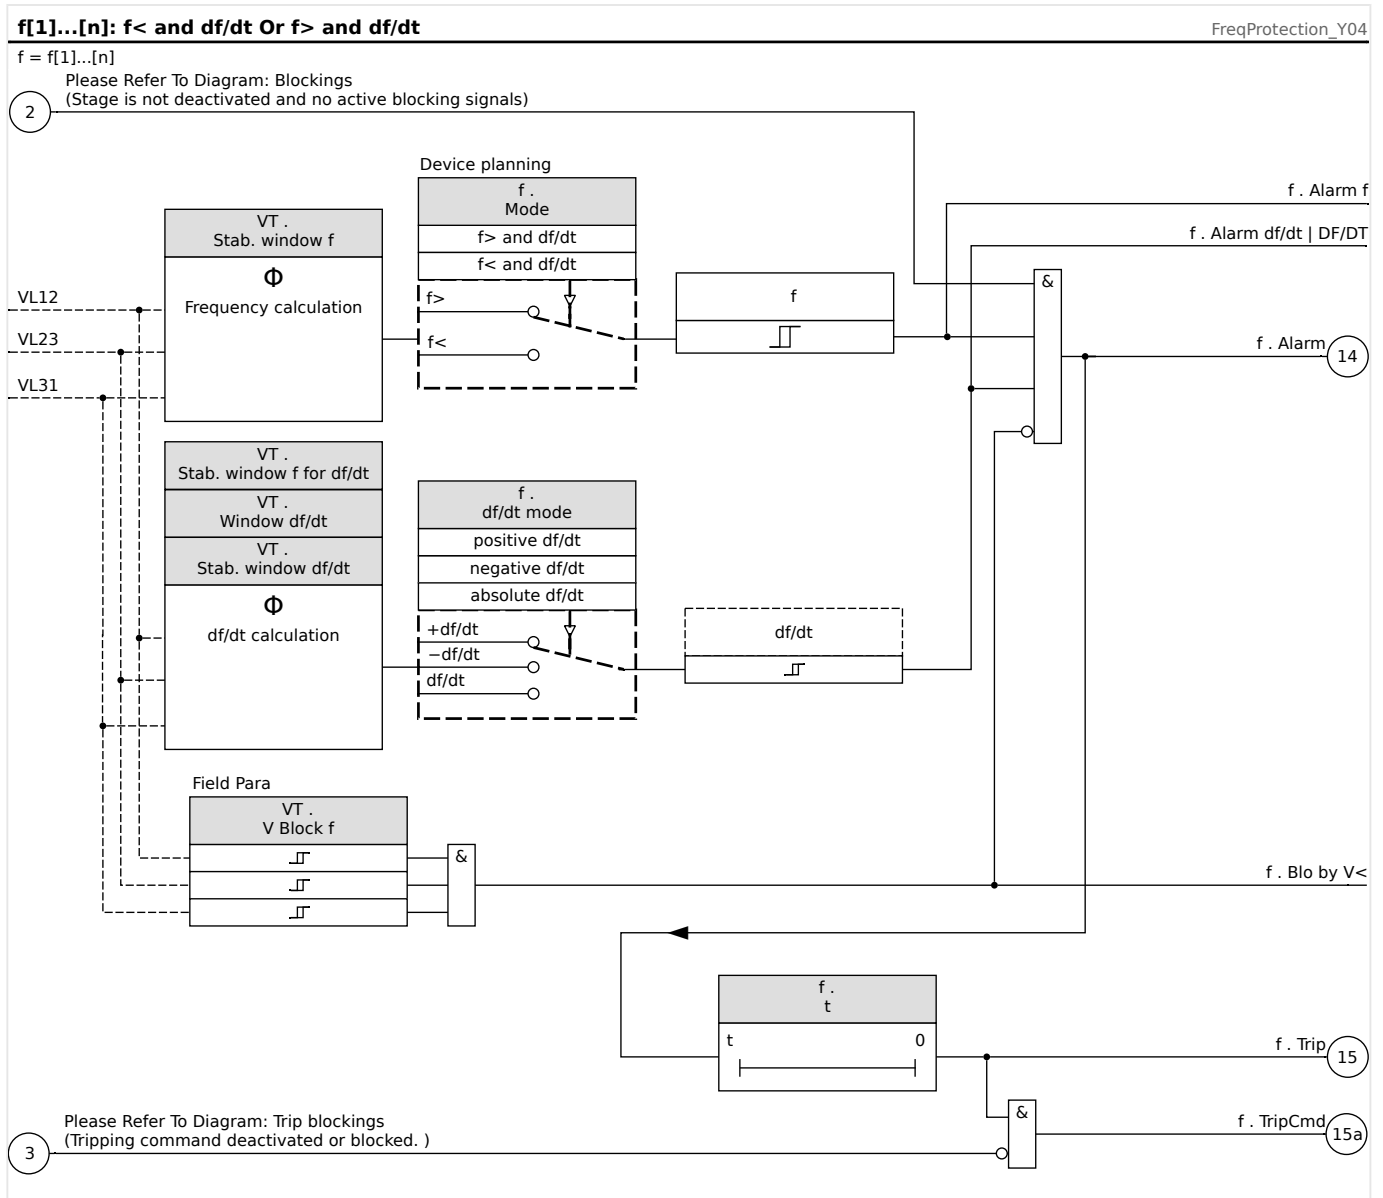 f[1]...[n]: f< and df/dt Or f> and df/dt
FreqProtection_Y04
f = f[1]...[n]
Please Refer To Diagram: Blockings
(Stage is not deactivated and no active blocking signals)
2
Device planning
f .
Mode
f> and df/dt
f< and df/dt
f>
f<
VT .
Stab. window f
Φ
Frequency calculation
VL12
VL23
VL31
f
f . Alarm f
f . Alarm df/dt | DF/DT
&
f . Alarm
14
VT .
Stab. window f for df/dt
VT .
Window df/dt
VT .
Stab. window df/dt
Φ
df/dt calculation
f .
df/dt mode
positive df/dt
negative df/dt
absolute df/dt
+df/dt
−df/dt
df/dt
df/dt
Field Para
VT .
V Block f
&
f . Blo by V<
f .
t
t
0
f . Trip
15
Please Refer To Diagram: Trip blockings
(Tripping command deactivated or blocked. )
3
&
f . TripCmd
15a